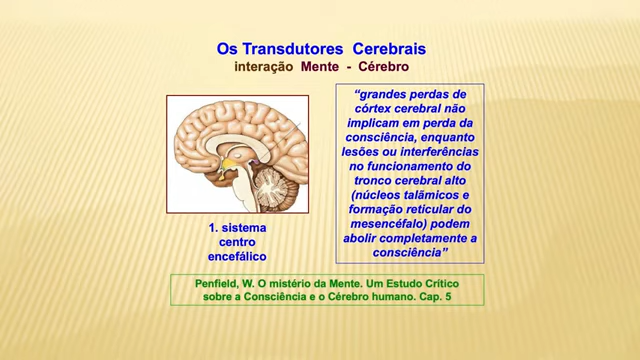 Os Transdutores Cerebrais
interação Mente - Cérebro
“grandes perdas de
córtex cerebral não
implicam em perda da
consciência, enquanto
lesões ou interferências
no funcionamento do
tronco cerebral alto
(núcleos talâmicos e
formação reticular do
mesencéfalo) podem
abolir completamente a
consciência”
1. sistema
centro
encefálico
Penfield, W. O mistério da Mente. Um Estudo Crítico
sobre a Consciência e o Cérebro humano. Cap. 5